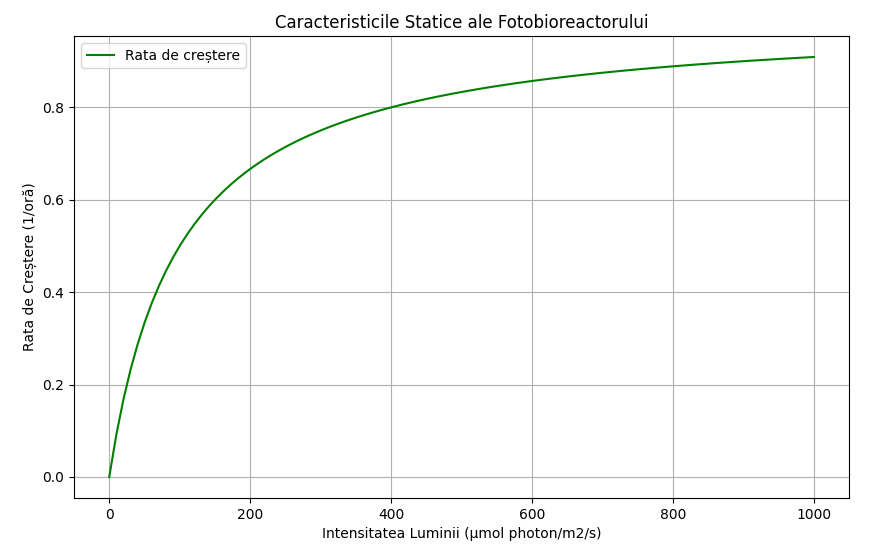 Caracteristicile Statice ale Fotobioreactorului
Rata de creștere
Rata de Creștere (1/oră)
0.8
0.6
0.4
0.2
0.0
0 200 400 600 800 1000
Intensitatea Luminii (μmol photon/m2/s)